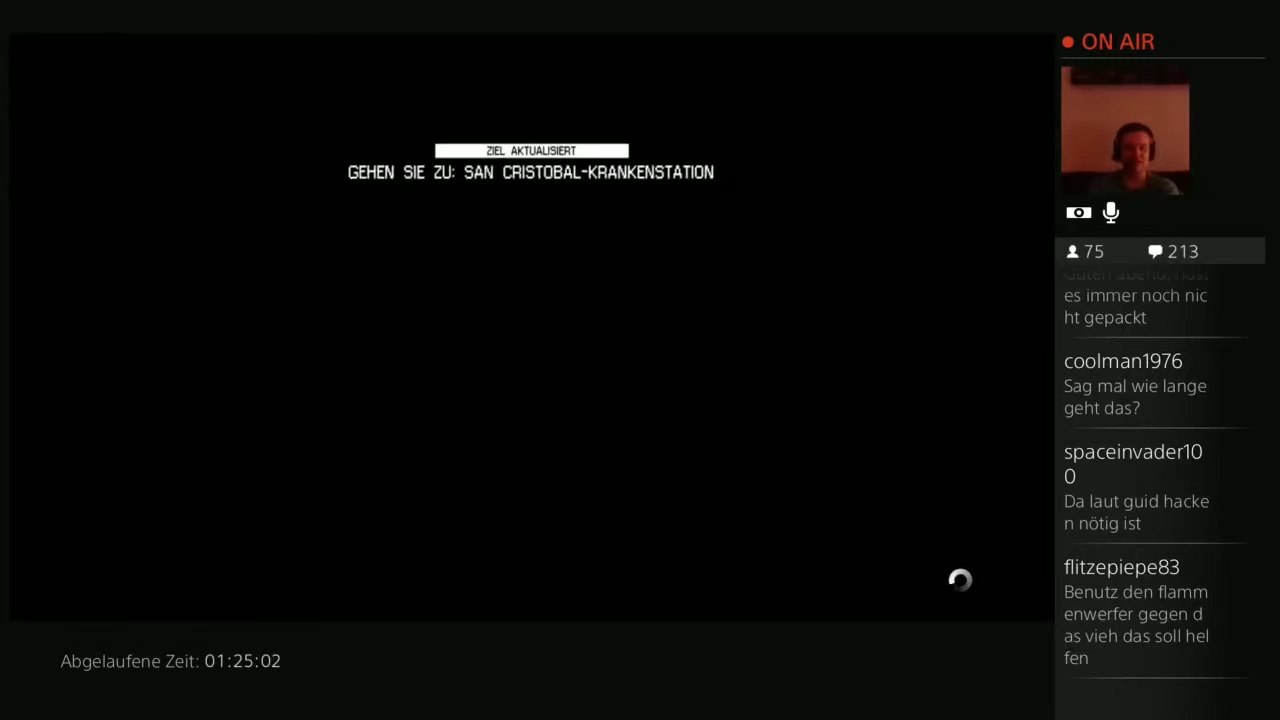 ON AIR
ZIEL AKTUALISIERT
GEHEN SIE ZU: SAN CRISTOBAL-KRANKENSTATION
75 213
es immer noch nic
ht gepackt
coolman1976
Sag mal wie lange
geht das?
spaceinvader10
0
Da laut guid hacke
n nötig ist
flitzepiepe83
Benutz den flamm
enwerfer gegen d
as vieh das soll hel
fen
Abgelaufene Zeit: 01:25:02